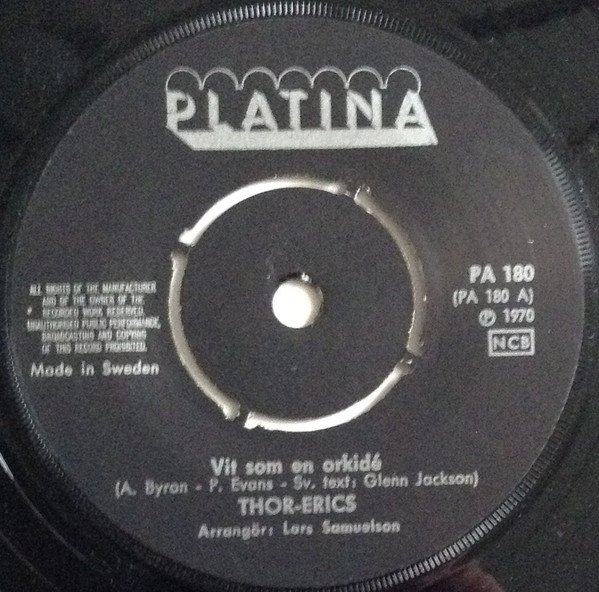 PLATINA
ALL RIGHTS OF THE MANUFACTURER
AND OF THE OWNER OF THE
RECORDED WORK RESERVED.
UNAUTHORISED PUBLIC PERFORMANCE,
BROADCASTING AND COPYING
OF THIS RECORD PROHIBITED.
Made in Sweden
PA 180
(PA 180 A)
℗ 1970
NCB
Vit som en orkidé
(A. Byron - P. Evans - Sv. text: Glenn Jackson)
THOR-ERICS
Arrangör: Lars Samuelson